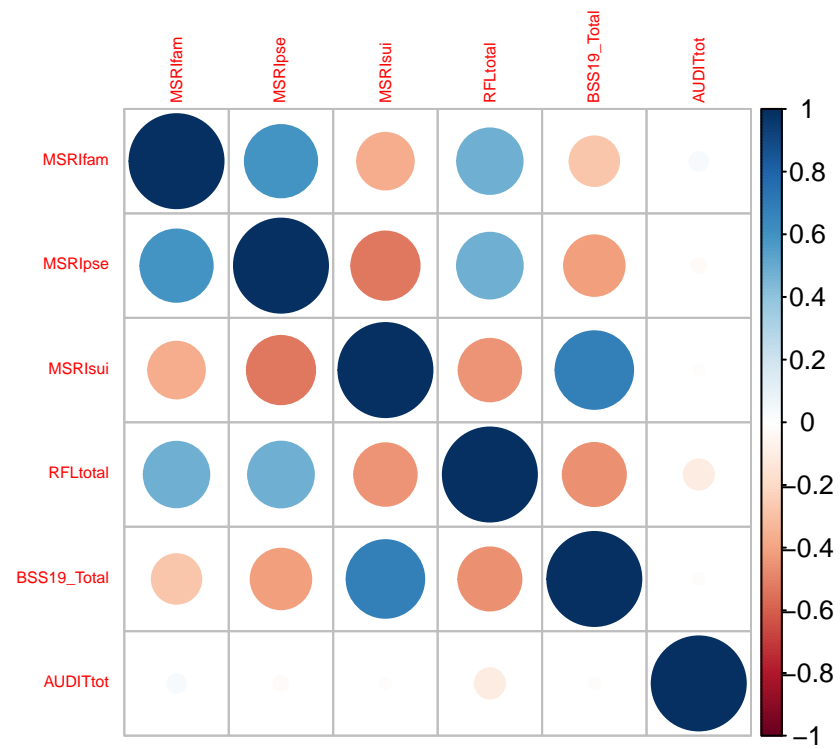 MSRIfam
MSRIpse
MSRIsui
RFLtotal
BSS19_Total
AUDITtot
MSRIfam
MSRIpse
MSRIsui
RFLtotal
BSS19_Total
AUDITtot
1
0.8
0.6
0.4
0.2
0
−0.2
−0.4
−0.6
−0.8
−1